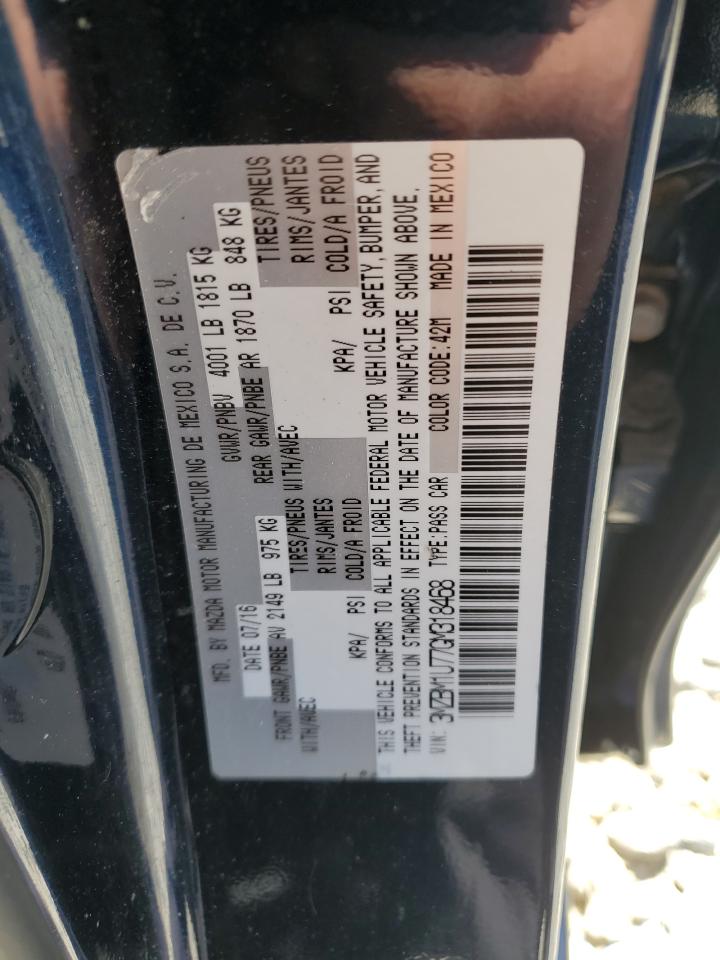 MFD. BY MAZDA MOTOR MANUFACTURING DE MEXICO S.A. DE C.V.
DATE 07/16 GVWR/PNBV 4001 LB 1815 KG
FRONT GAWR/PNBE AV 2149 LB 975 KG REAR GAWR/PNBE AR 1870 LB 848 KG
WITH/AVEC TIRES/PNEUS WITH/AVEC TIRES/PNEUS
RIMS/JANTES RIMS/JANTES
KPA/ PSI COLD/A FROID KPA/ PSI COLD/A FROID
THIS VEHICLE CONFORMS TO ALL APPLICABLE FEDERAL MOTOR VEHICLE SAFETY, BUMPER, AND
THEFT PREVENTION STANDARDS IN EFFECT ON THE DATE OF MANUFACTURE SHOWN ABOVE.
VIN: 3MZBM1U77GM318468 TYPE:PASS CAR COLOR CODE:42M MADE IN MEXICO